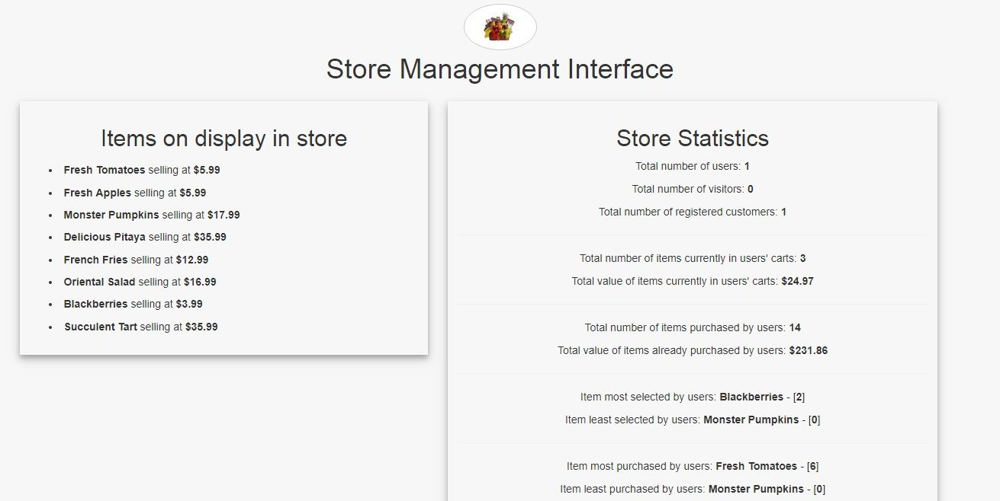 Store Management Interface
Items on display in store
• Fresh Tomatoes selling at $5.99
• Fresh Apples selling at $5.99
• Monster Pumpkins selling at $17.99
• Delicious Pitaya selling at $35.99
• French Fries selling at $12.99
• Oriental Salad selling at $16.99
• Blackberries selling at $3.99
• Succulent Tart selling at $35.99
Store Statistics
Total number of users: 1
Total number of visitors: 0
Total number of registered customers: 1
Total number of items currently in users' carts: 3
Total value of items currently in users' carts: $24.97
Total number of items purchased by users: 14
Total value of items already purchased by users: $231.86
Item most selected by users: Blackberries - [2]
Item least selected by users: Monster Pumpkins - [0]
Item most purchased by users: Fresh Tomatoes - [6]
Item least purchased by users: Monster Pumpkins - [0]